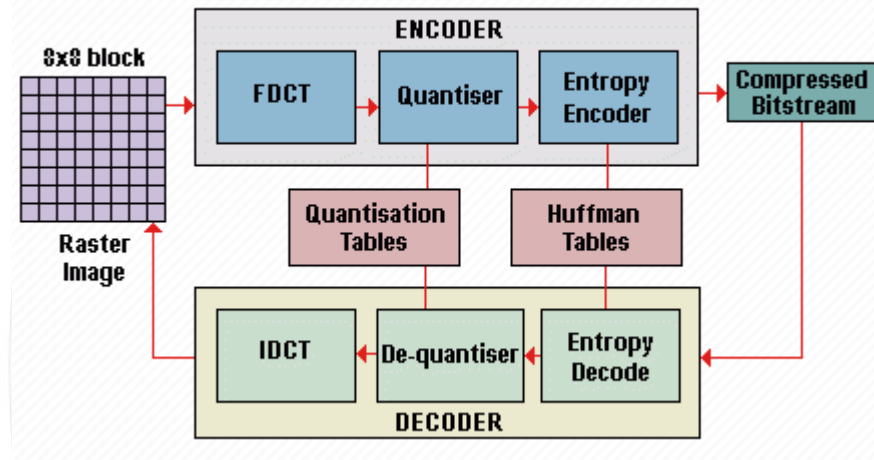 ENCODER
8x8 block
FDCT
Quantiser
Entropy
Encoder
Compressed
Bitstream
Quantisation
Tables
Huffman
Tables
Raster
Image
IDCT
De-quantiser
Entropy
Decode
DECODER